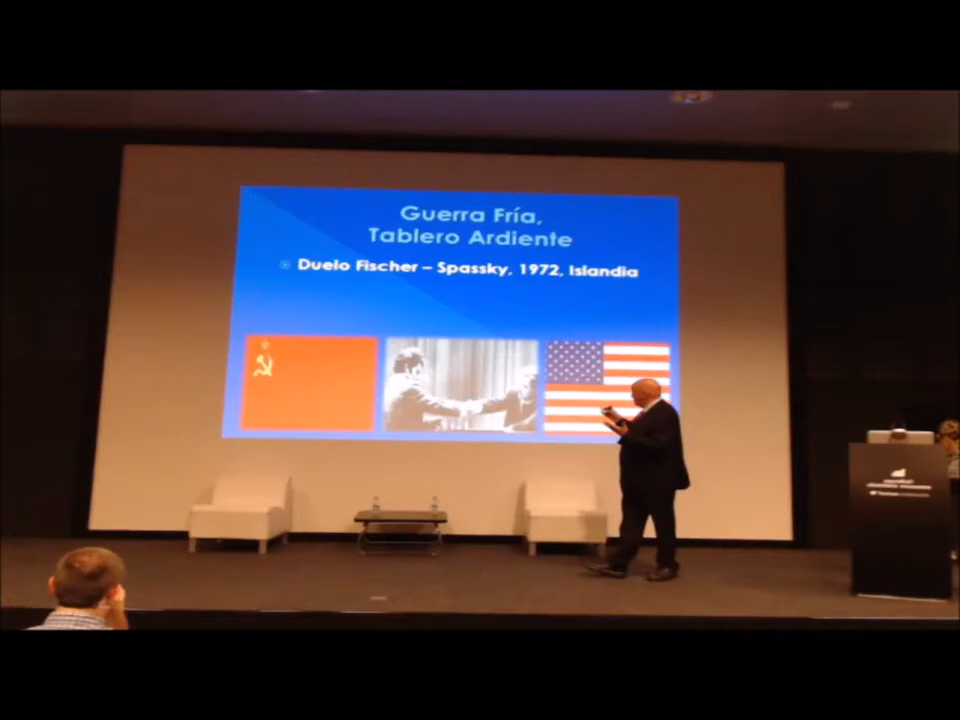 Guerra Fría,
Tablero Ardiente
Duelo Fischer – Spassky, 1972, Islandia